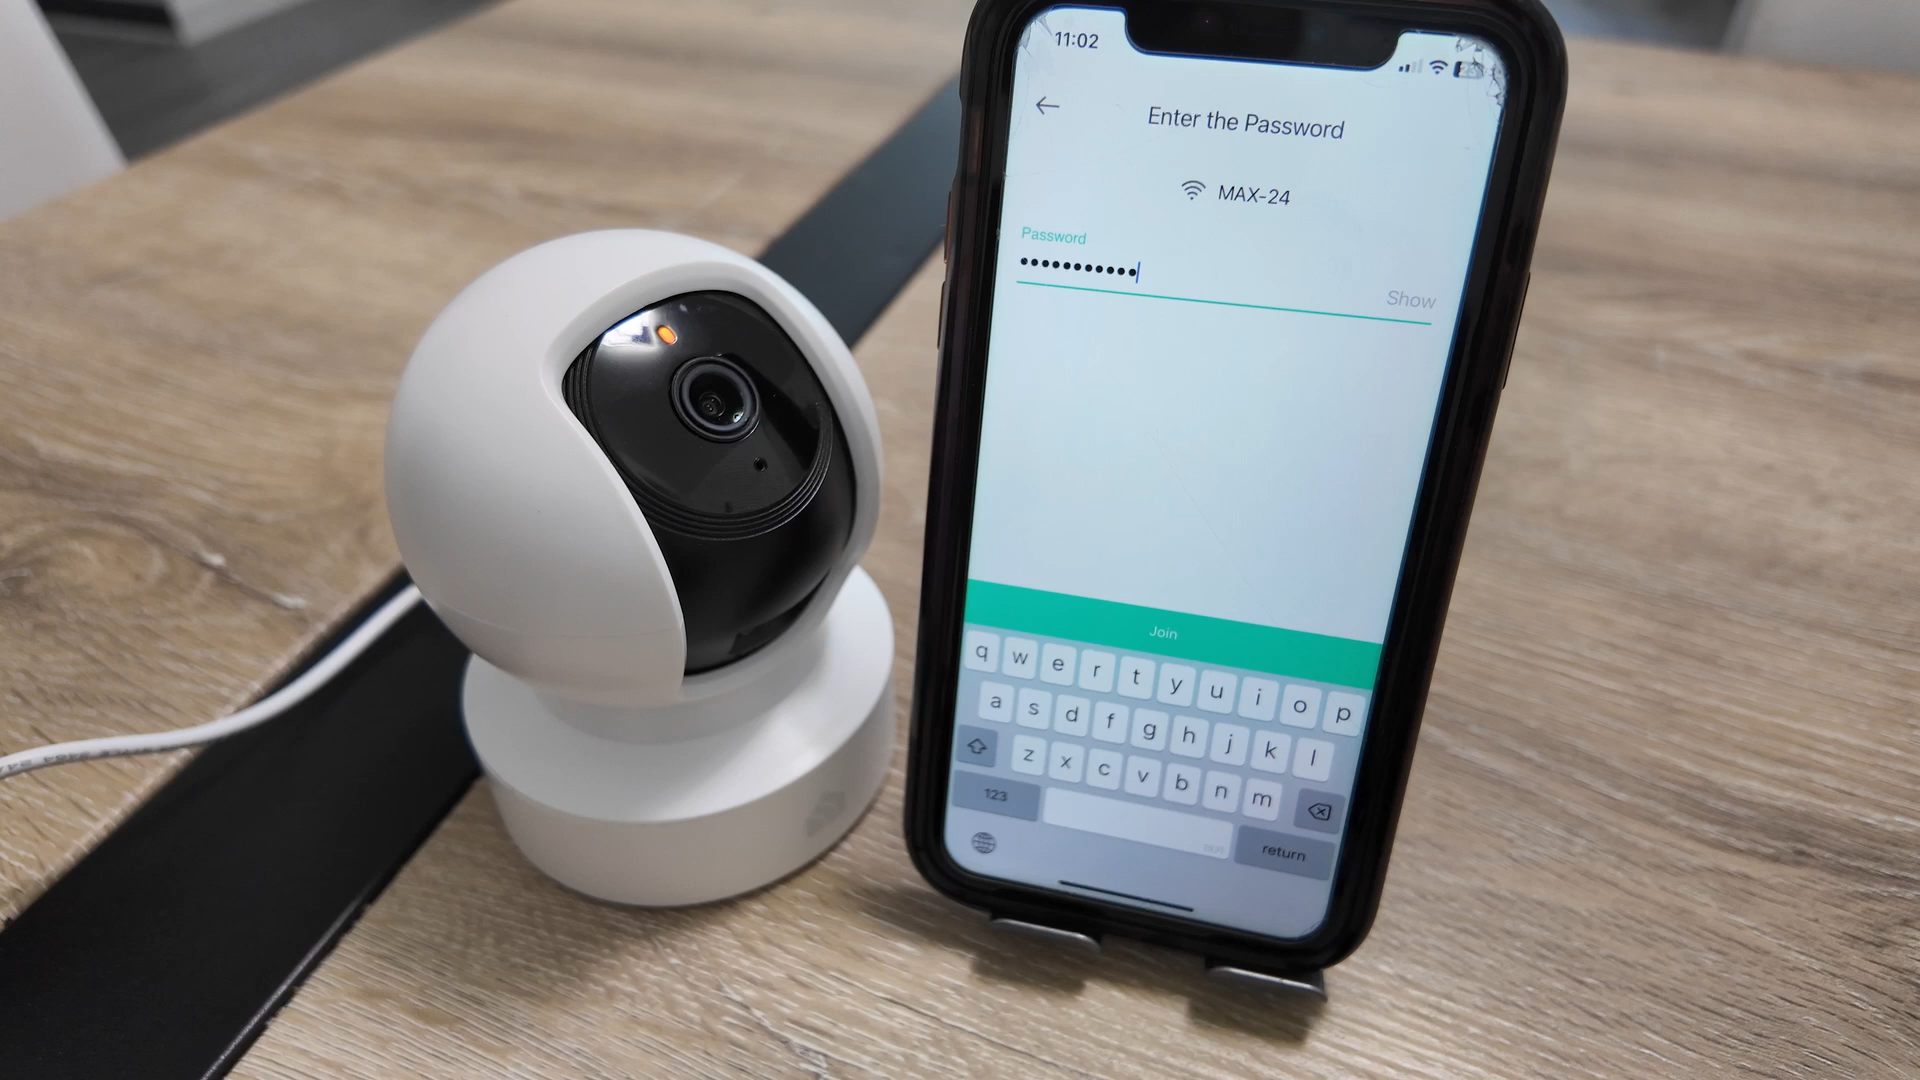 11:02
Enter the Password
MAX-24
Password
•••••••••••
Show
Join
q w e r t y u i o p
a s d f g h j k l
z x c v b n m
123
return